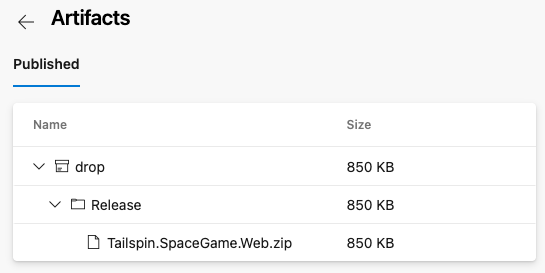 Artifacts
Published
Name Size
drop 850 KB
Release 850 KB
Tailspin.SpaceGame.Web.zip 850 KB